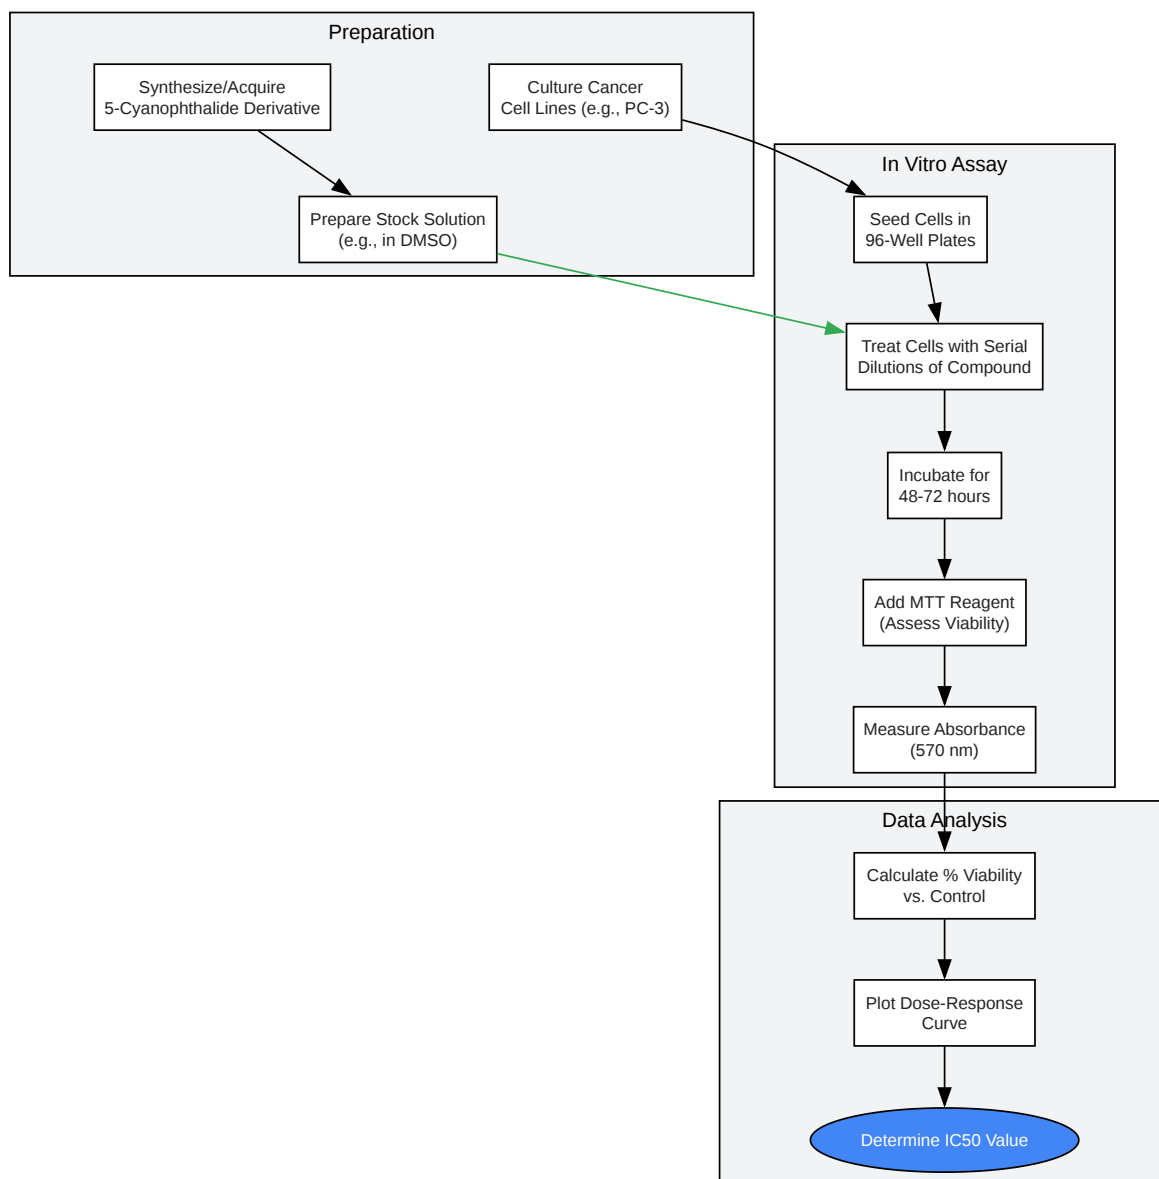 Preparation
Synthesize/Acquire
5-Cyanophthalide Derivative
Culture Cancer
Cell Lines (e.g., PC-3)
Prepare Stock Solution
(e.g., in DMSO)
In Vitro Assay
Seed Cells in
96-Well Plates
Treat Cells with Serial
Dilutions of Compound
Incubate for
48-72 hours
Add MTT Reagent
(Assess Viability)
Measure Absorbance
(570 nm)
Data Analysis
Calculate % Viability
vs. Control
Plot Dose-Response
Curve
Determine IC50 Value